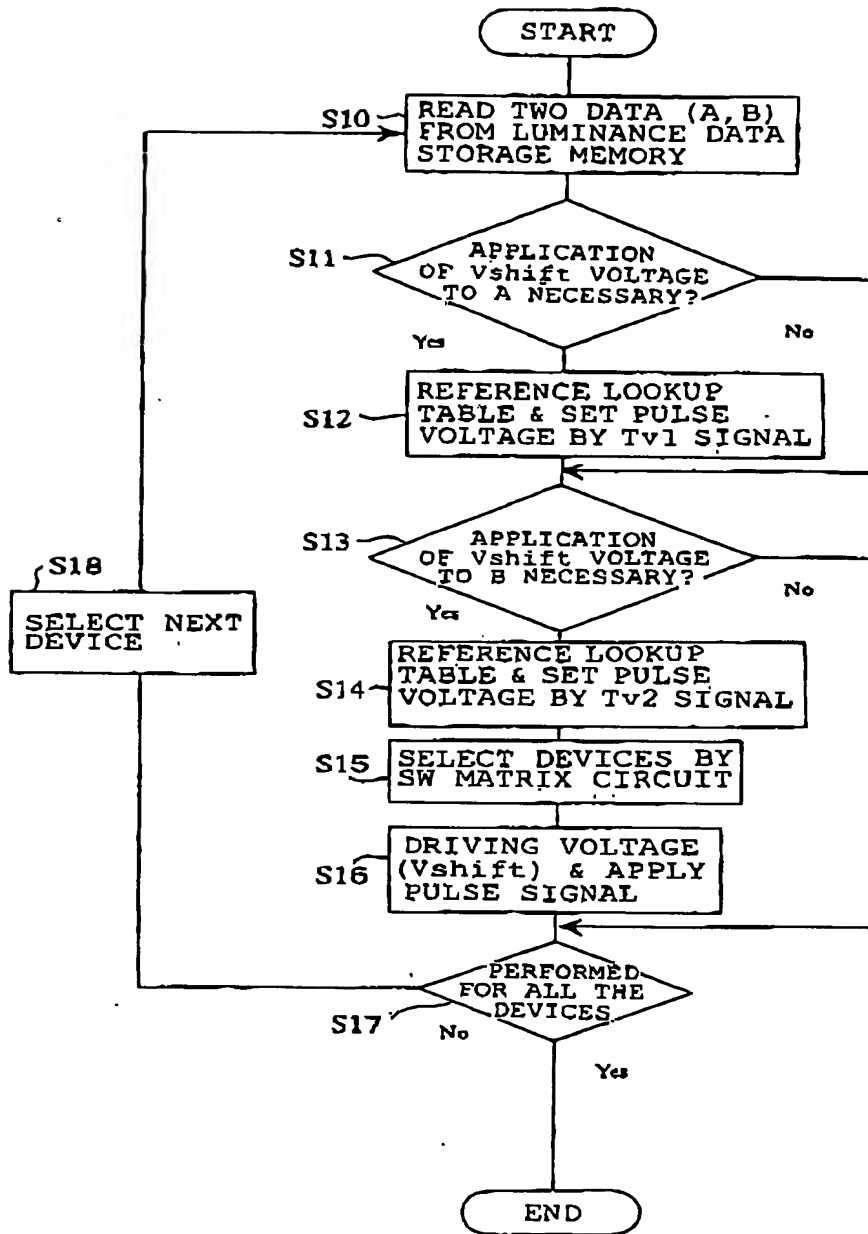 START
S10
READ TWO DATA (A,B)
FROM LUMINANCE DATA
STORAGE MEMORY
S11
APPLICATION
OF Vshift VOLTAGE
TO A NECESSARY?
Yes
No
S12
REFERENCE LOOKUP
TABLE & SET PULSE
VOLTAGE BY Tv1 SIGNAL
S13
APPLICATION
OF Vshift VOLTAGE
TO B NECESSARY?
Yes
No
S18
SELECT NEXT
DEVICE
S14
REFERENCE LOOKUP
TABLE & SET PULSE
VOLTAGE BY Tv2 SIGNAL
S15
SELECT DEVICES BY
SW MATRIX CIRCUIT
S16
DRIVING VOLTAGE
(Vshift) & APPLY
PULSE SIGNAL
S17
PERFORMED
FOR ALL THE
DEVICES
No
Yes
END